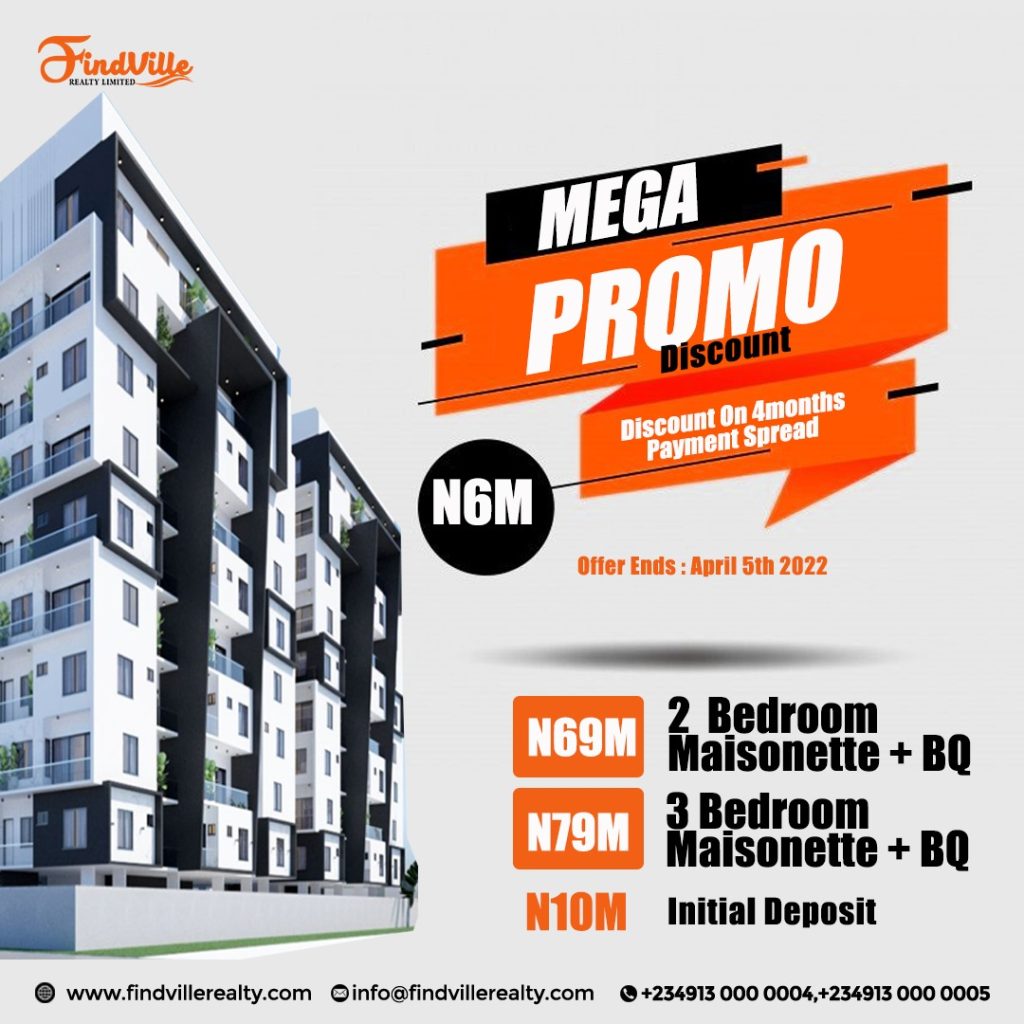 FindVille
REALTY LIMITED
MEGA
PROMO
Discount
Discount On 4months
Payment Spread
N6M
Offer Ends : April 5th 2022
N69M
2 Bedroom
Maisonette + BQ
N79M
3 Bedroom
Maisonette + BQ
N10M Initial Deposit
www.findvillerealty.com info@findvillerealty.com +234913 000 0004,+234913 000 0005